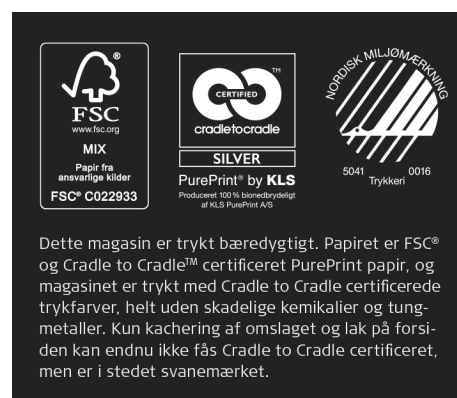 FSC®
www.fsc.org
MIX
Papir fra
ansvarlige kilder
FSC® C022933
CERTIFIED
TM
cradletocradle
SILVER
PurePrint® by KLS
Produceret 100 % bionedbrydeligt
af KLS PurePrint A/S
NORDISK MILJØMÆRKNING
5041 0016
Trykkeri
Dette magasin er trykt bæredygtigt. Papiret er FSC®
og Cradle to Cradle™ certificeret PurePrint papir, og
magasinet er trykt med Cradle to Cradle certificerede
trykfarver, helt uden skadelige kemikalier og tung-
metaller. Kun kachering af omslaget og lak på forsi-
den kan endnu ikke fås Cradle to Cradle certificeret,
men er i stedet svanemærket.